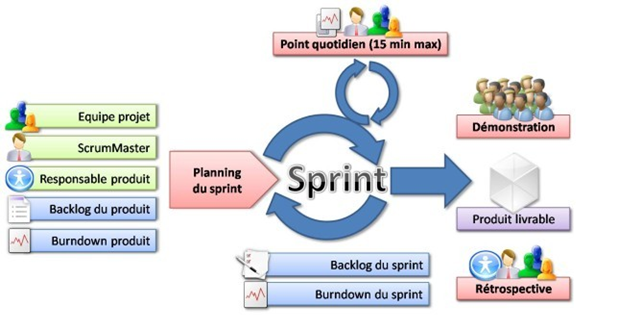 Point quotidien (15 min max)
Equipe projet
ScrumMaster
Responsable produit
Backlog du produit
Burndown produit
Planning
du sprint
Sprint
Backlog du sprint
Burndown du sprint
Démonstration
Produit livrable
Rétrospective